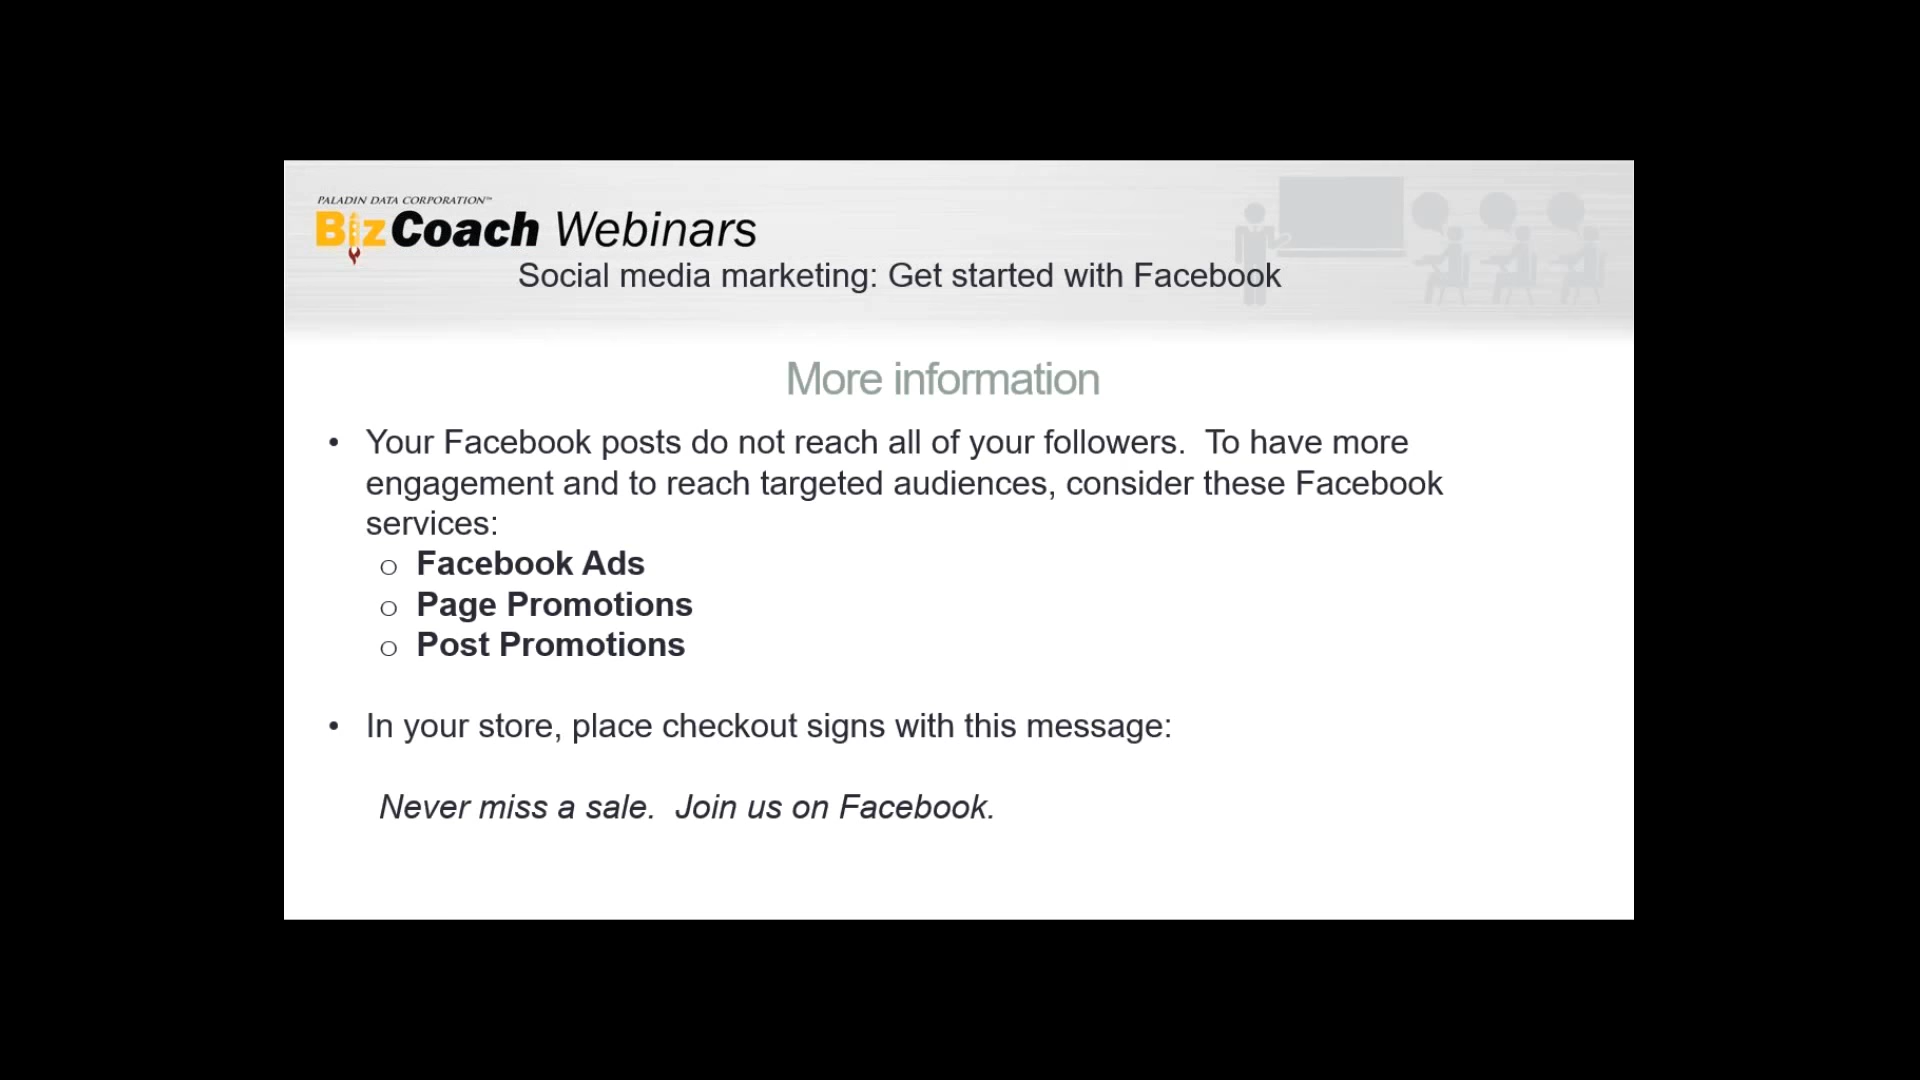 PALADIN DATA CORPORATION™
BizCoach Webinars
Social media marketing: Get started with Facebook
More information
• Your Facebook posts do not reach all of your followers.  To have more
engagement and to reach targeted audiences, consider these Facebook
services:
o Facebook Ads
o Page Promotions
o Post Promotions
• In your store, place checkout signs with this message:
Never miss a sale.  Join us on Facebook.